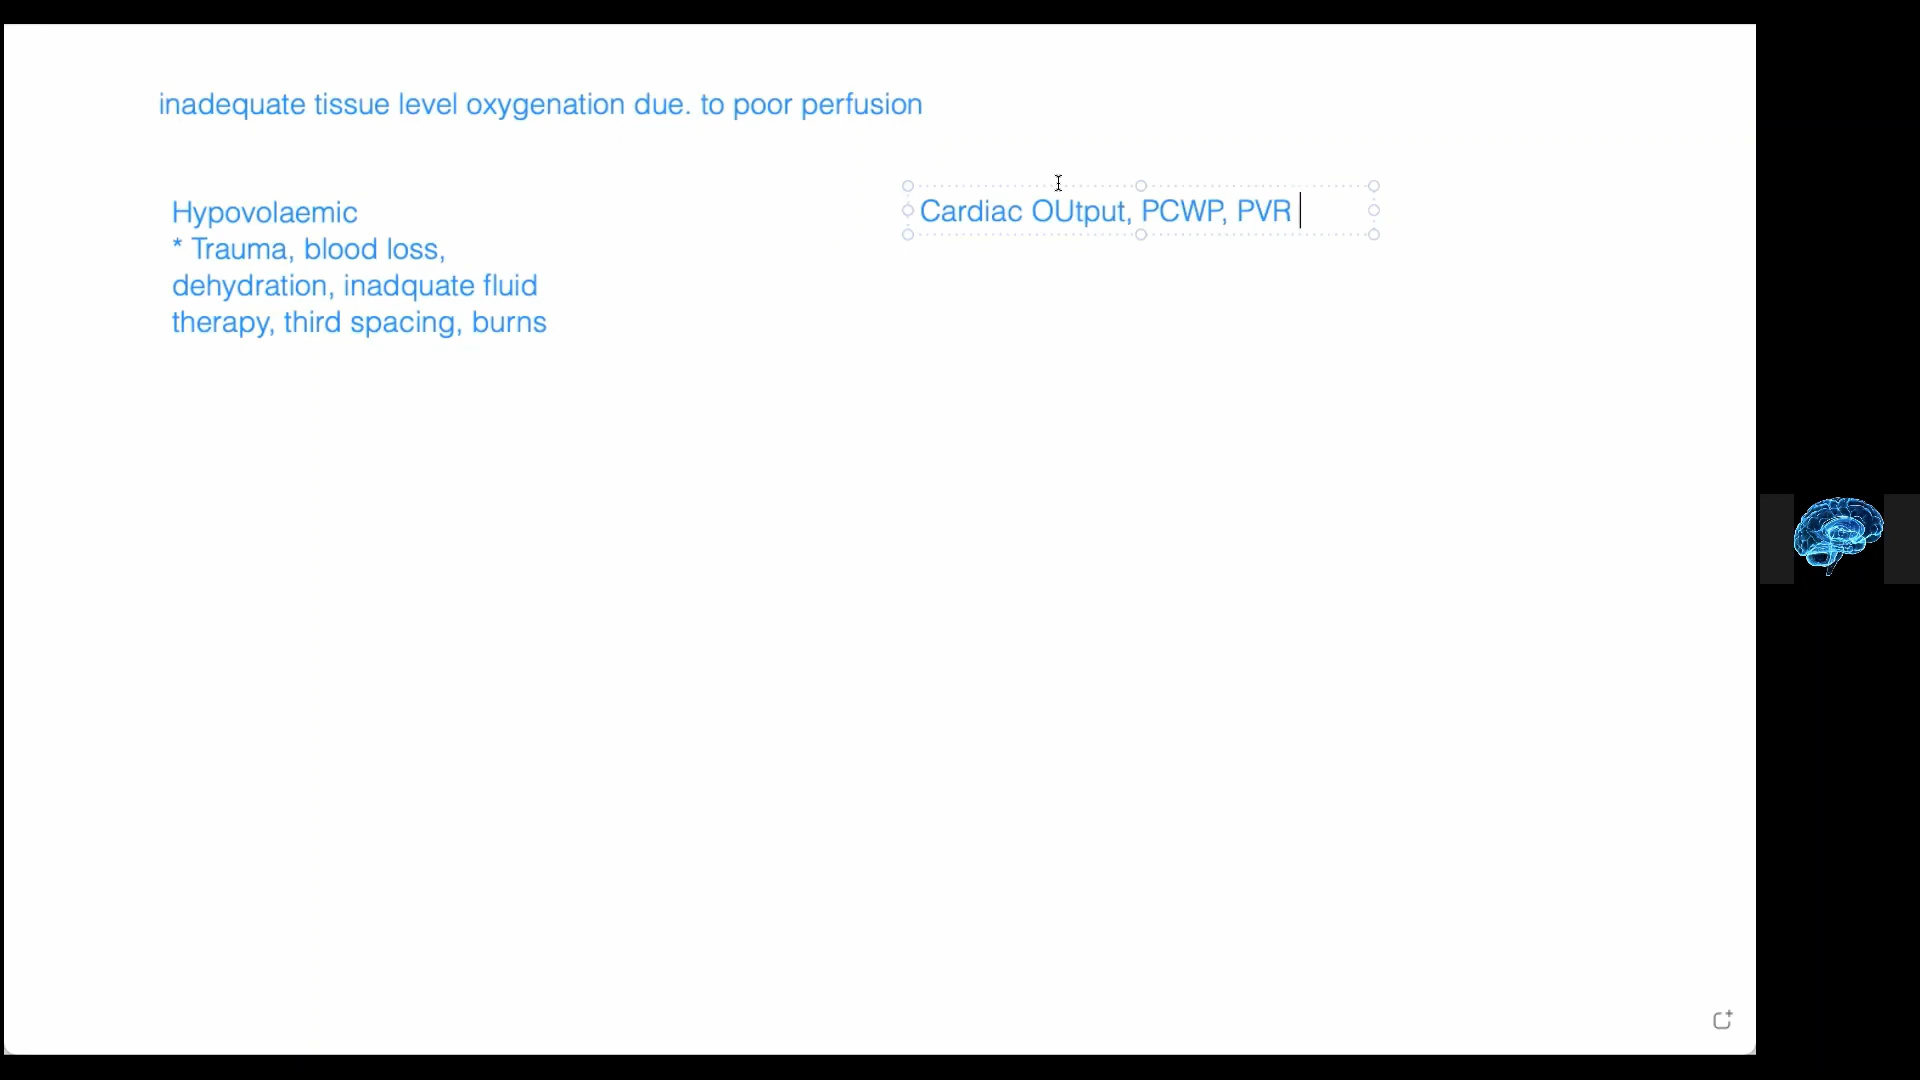 inadequate tissue level oxygenation due. to poor perfusion
Hypovolaemic
* Trauma, blood loss,
dehydration, inadquate fluid
therapy, third spacing, burns
Cardiac OUtput, PCWP, PVR